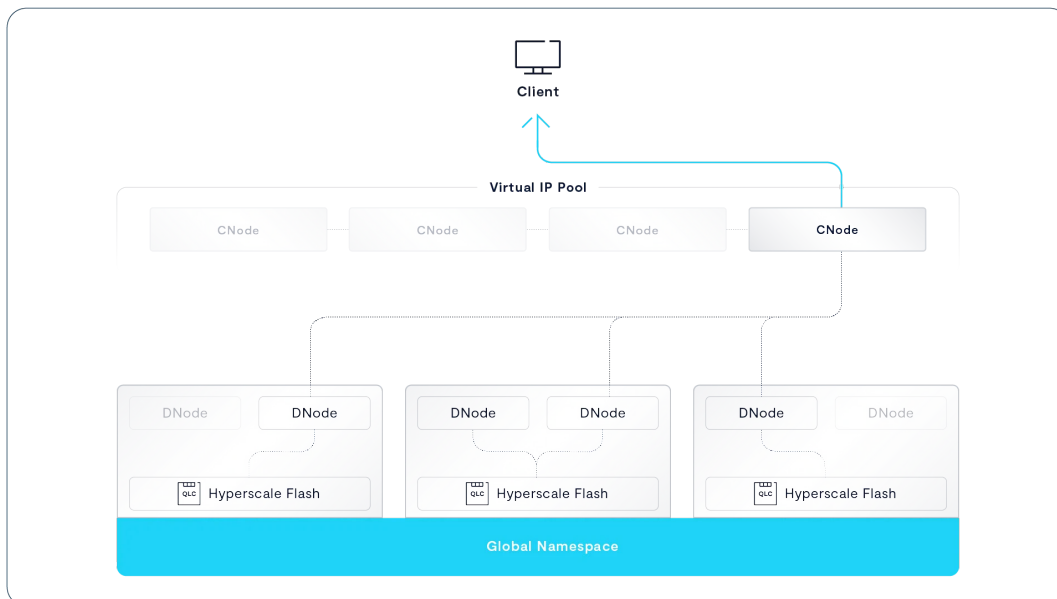 Client
Virtual IP Pool
CNode
CNode
CNode
CNode
DNode
DNode
DNode
DNode
DNode
DNode
QLC Hyperscale Flash
QLC Hyperscale Flash
QLC Hyperscale Flash
Global Namespace